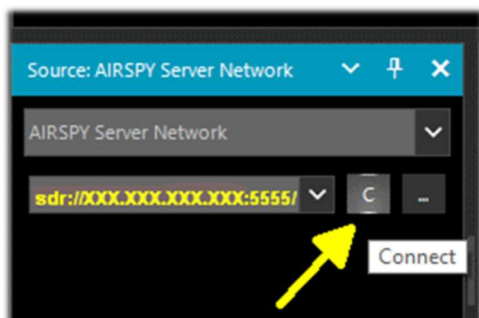 Source: AIRSPY Server Network
AIRSPY Server Network
sdr://XXX.XXX.XXX.XXX:5555/
C
...
Connect